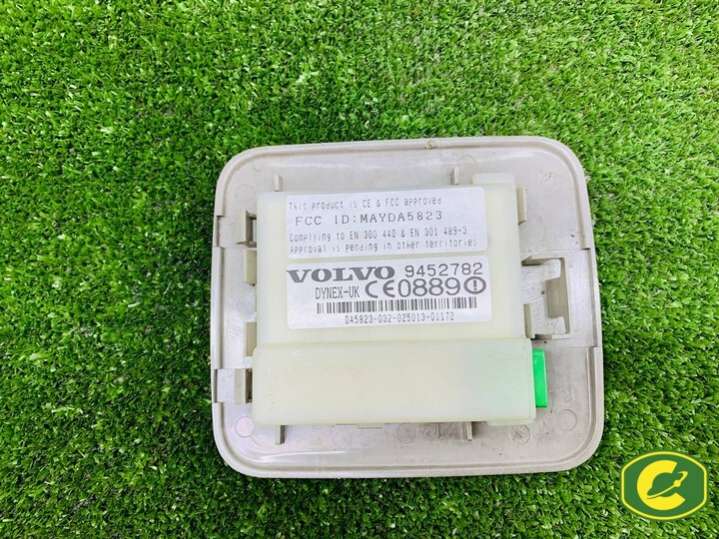 This product is CE & FCC approved
FCC ID:MAYDA5823
Complying to EN 300 440 & EN 301 489-3
Approval is pending in other territories
VOLVO 9452782
DYNEX-UK CE0889
DA5823-002-025013-01172